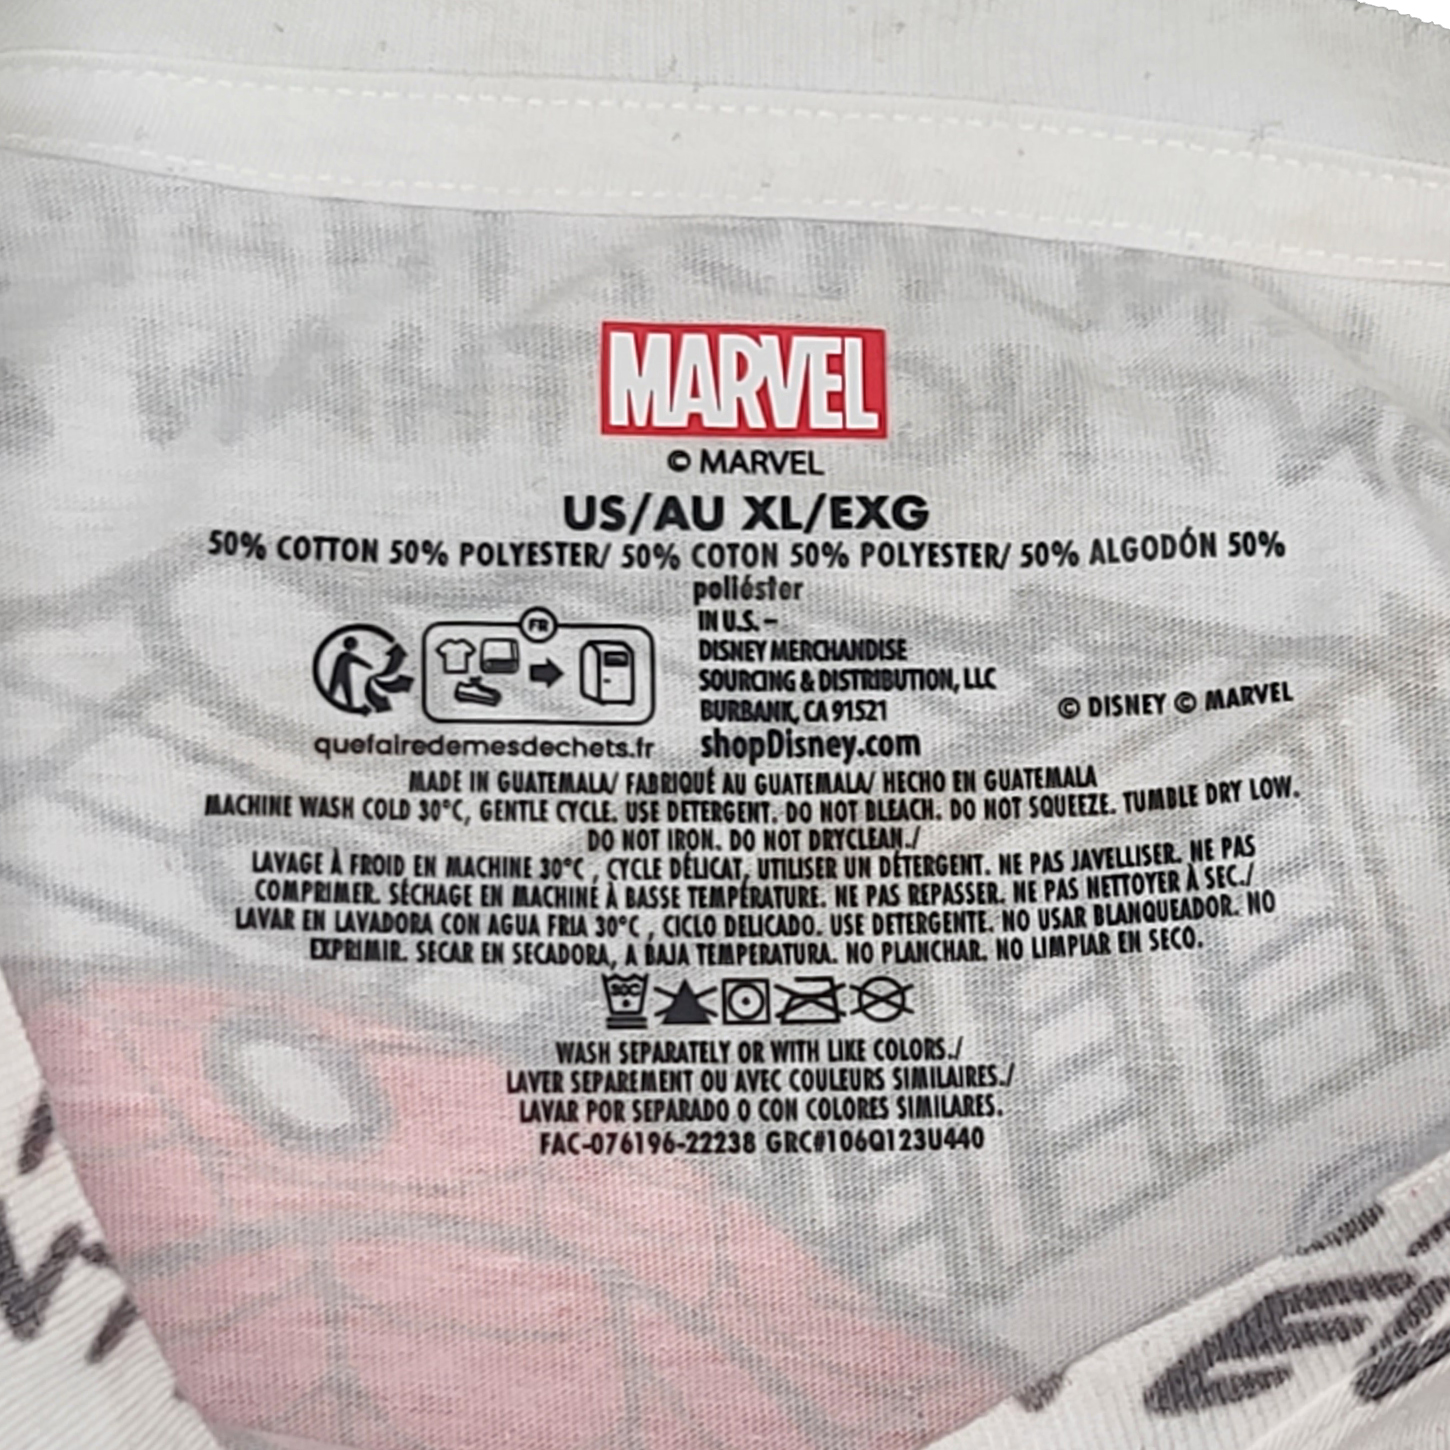 MARVEL
© MARVEL
US/AU XL/EXG
50% COTTON 50% POLYESTER/ 50% COTON 50% POLYESTER/ 50% ALGODÓN 50%
poliéster
FR
quefairedemesdechets.fr
IN U.S. –
DISNEY MERCHANDISE
SOURCING & DISTRIBUTION, LLC
BURBANK, CA 91521
shopDisney.com
© DISNEY © MARVEL
MADE IN GUATEMALA/ FABRIQUÉ AU GUATEMALA/ HECHO EN GUATEMALA
MACHINE WASH COLD 30°C, GENTLE CYCLE. USE DETERGENT. DO NOT BLEACH. DO NOT SQUEEZE. TUMBLE DRY LOW.
DO NOT IRON. DO NOT DRYCLEAN./
LAVAGE À FROID EN MACHINE 30°C , CYCLE DÉLICAT, UTILISER UN DÉTERGENT. NE PAS JAVELLISER. NE PAS
COMPRIMER. SÉCHAGE EN MACHINE À BASSE TEMPÉRATURE. NE PAS REPASSER. NE PAS NETTOYER À SEC./
LAVAR EN LAVADORA CON AGUA FRIA 30°C , CICLO DELICADO. USE DETERGENTE. NO USAR BLANQUEADOR. NO
EXPRIMIR. SECAR EN SECADORA, A BAJA TEMPERATURA. NO PLANCHAR. NO LIMPIAR EN SECO.
30C
WASH SEPARATELY OR WITH LIKE COLORS./
LAVER SEPAREMENT OU AVEC COULEURS SIMILAIRES./
LAVAR POR SEPARADO O CON COLORES SIMILARES.
FAC-076196-22238 GRC#106Q123U440